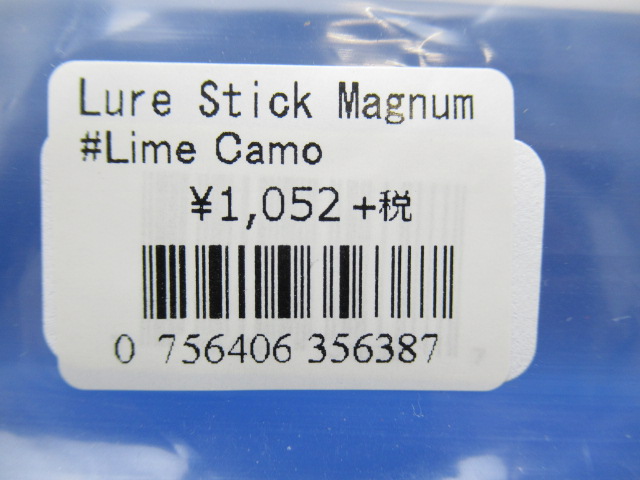 Lure Stick Magnum
#Lime Camo
¥1,052+税
0 756406 356387